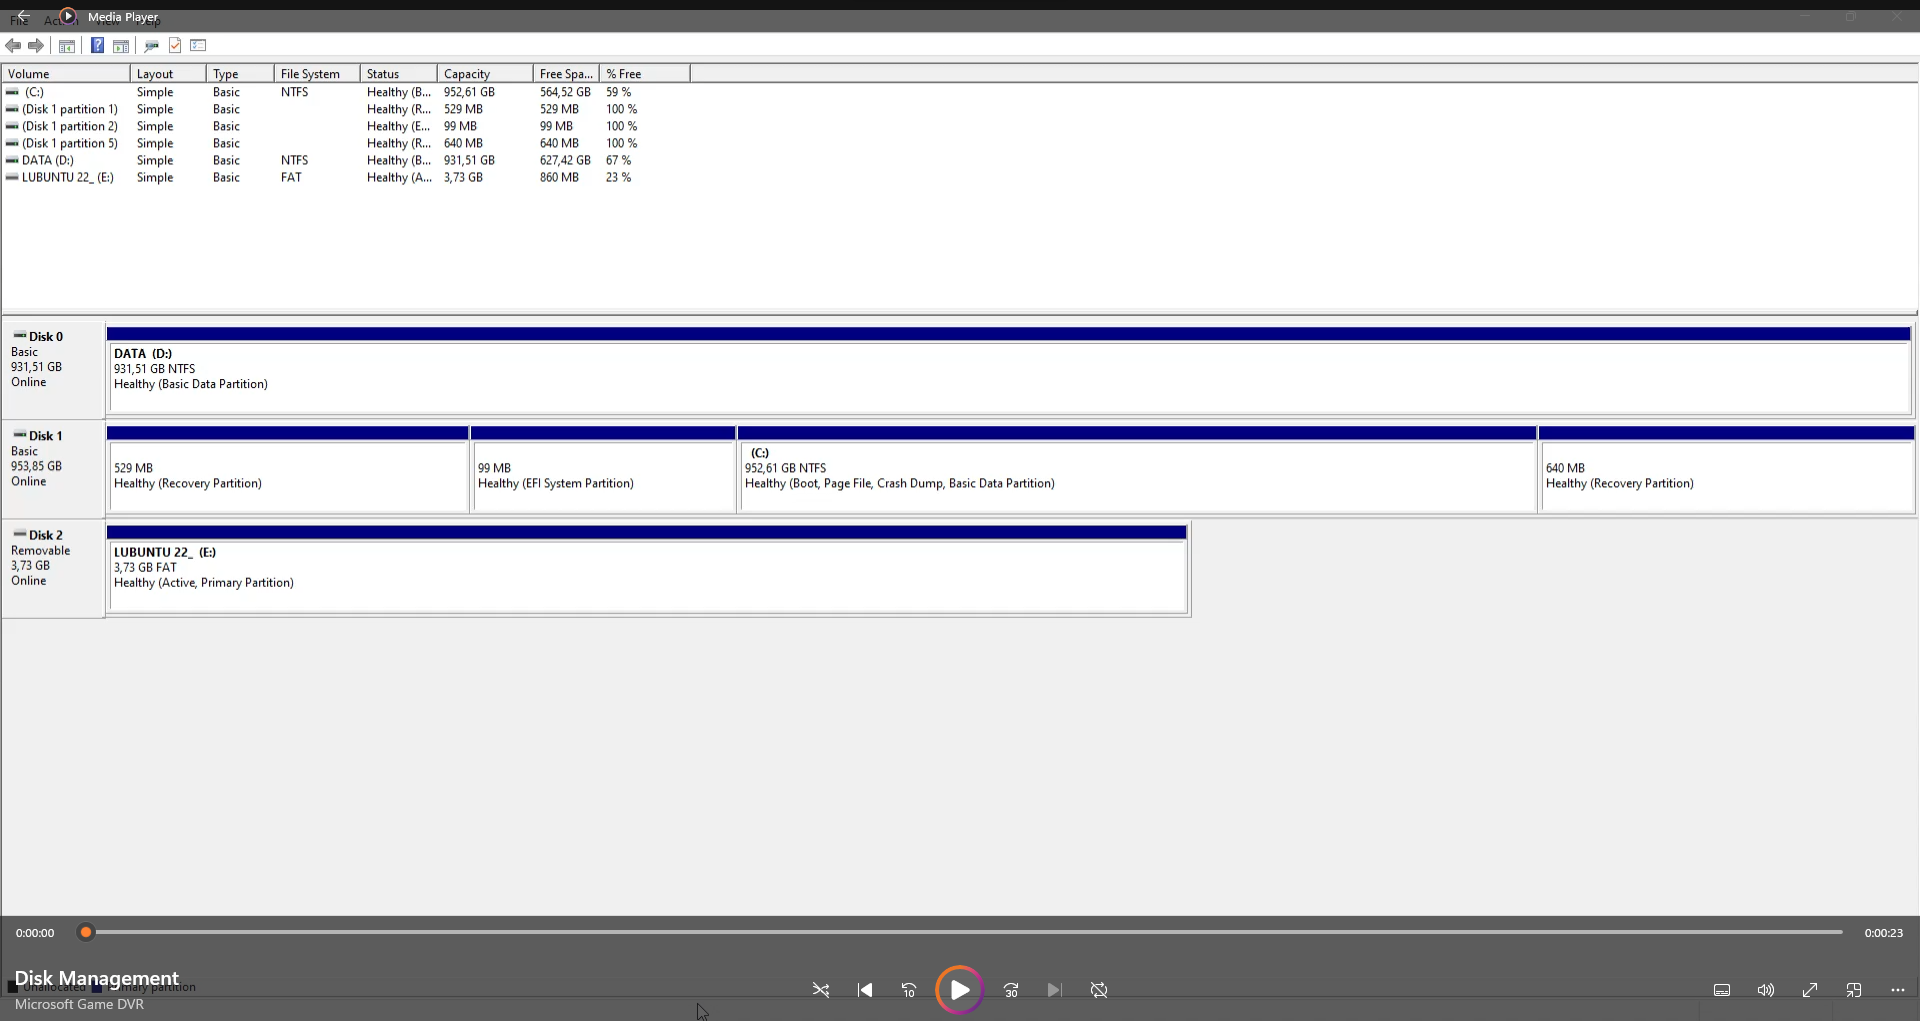 Media Player
File Action View Help
Volume Layout Type File System Status Capacity Free Spa... % Free
(C:) Simple Basic NTFS Healthy (B... 952,61 GB 564,52 GB 59 %
(Disk 1 partition 1) Simple Basic Healthy (R... 529 MB 529 MB 100 %
(Disk 1 partition 2) Simple Basic Healthy (E... 99 MB 99 MB 100 %
(Disk 1 partition 5) Simple Basic Healthy (R... 640 MB 640 MB 100 %
DATA (D:) Simple Basic NTFS Healthy (B... 931,51 GB 627,42 GB 67 %
LUBUNTU 22_ (E:) Simple Basic FAT Healthy (A... 3,73 GB 860 MB 23 %
Disk 0
Basic
931,51 GB
Online
DATA (D:)
931,51 GB NTFS
Healthy (Basic Data Partition)
Disk 1
Basic
953,85 GB
Online
529 MB
Healthy (Recovery Partition)
99 MB
Healthy (EFI System Partition)
(C:)
952,61 GB NTFS
Healthy (Boot, Page File, Crash Dump, Basic Data Partition)
640 MB
Healthy (Recovery Partition)
Disk 2
Removable
3,73 GB
Online
LUBUNTU 22_ (E:)
3,73 GB FAT
Healthy (Active, Primary Partition)
0:00:00
0:00:23
Disk Management
Unallocated Primary partition
Microsoft Game DVR
10
30